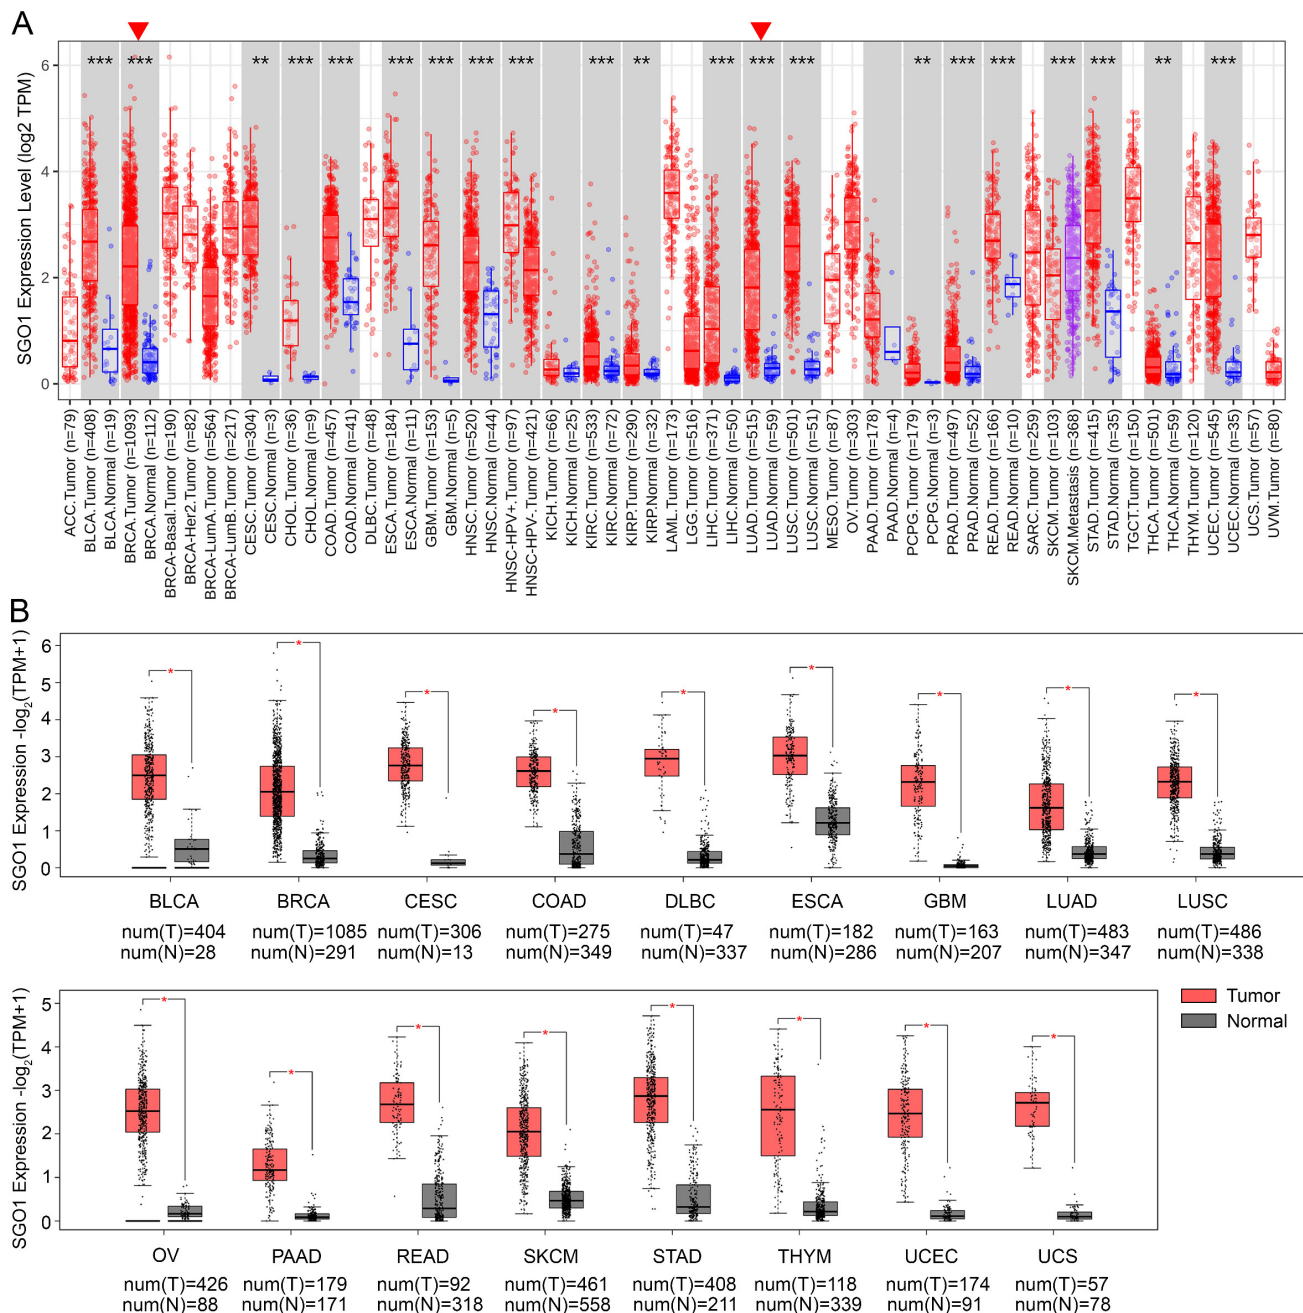 A
SGO1 Expression Level (log2 TPM)
6
4
2
0
*** *** ** *** *** *** *** *** *** *** ** *** *** *** ** *** *** *** *** ** ***
ACC.Tumor (n=79)
BLCA.Tumor (n=408)
BLCA.Normal (n=19)
BRCA.Tumor (n=1093)
BRCA.Normal (n=112)
BRCA-Basal.Tumor (n=190)
BRCA-Her2.Tumor (n=82)
BRCA-LumA.Tumor (n=564)
BRCA-LumB.Tumor (n=217)
CESC.Tumor (n=304)
CESC.Normal (n=3)
CHOL.Tumor (n=36)
CHOL.Normal (n=9)
COAD.Tumor (n=457)
COAD.Normal (n=41)
DLBC.Tumor (n=48)
ESCA.Tumor (n=184)
ESCA.Normal (n=11)
GBM.Tumor (n=153)
GBM.Normal (n=5)
HNSC.Tumor (n=520)
HNSC.Normal (n=44)
HNSC-HPV+.Tumor (n=97)
HNSC-HPV-.Tumor (n=421)
KICH.Tumor (n=66)
KICH.Normal (n=25)
KIRC.Tumor (n=533)
KIRC.Normal (n=72)
KIRP.Tumor (n=290)
KIRP.Normal (n=32)
LAML.Tumor (n=173)
LGG.Tumor (n=516)
LIHC.Tumor (n=371)
LIHC.Normal (n=50)
LUAD.Tumor (n=515)
LUAD.Normal (n=59)
LUSC.Tumor (n=501)
LUSC.Normal (n=51)
MESO.Tumor (n=87)
OV.Tumor (n=303)
PAAD.Tumor (n=178)
PAAD.Normal (n=4)
PCPG.Tumor (n=179)
PCPG.Normal (n=3)
PRAD.Tumor (n=497)
PRAD.Normal (n=52)
READ.Tumor (n=166)
READ.Normal (n=10)
SARC.Tumor (n=259)
SKCM.Tumor (n=103)
SKCM.Metastasis (n=368)
STAD.Tumor (n=415)
STAD.Normal (n=35)
TGCT.Tumor (n=150)
THCA.Tumor (n=501)
THCA.Normal (n=59)
THYM.Tumor (n=120)
UCEC.Tumor (n=545)
UCEC.Normal (n=35)
UCS.Tumor (n=57)
UVM.Tumor (n=80)
B
SGO1 Expression -log2(TPM+1)
6
5
4
3
2
1
0
* * * * * * * * *
BLCA BRCA CESC COAD DLBC ESCA GBM LUAD LUSC
num(T)=404 num(T)=1085 num(T)=306 num(T)=275 num(T)=47 num(T)=182 num(T)=163 num(T)=483 num(T)=486
num(N)=28 num(N)=291 num(N)=13 num(N)=349 num(N)=337 num(N)=286 num(N)=207 num(N)=347 num(N)=338
SGO1 Expression -log2(TPM+1)
5
4
3
2
1
0
* * * * * * * *
Tumor
Normal
OV PAAD READ SKCM STAD THYM UCEC UCS
num(T)=426 num(T)=179 num(T)=92 num(T)=461 num(T)=408 num(T)=118 num(T)=174 num(T)=57
num(N)=88 num(N)=171 num(N)=318 num(N)=558 num(N)=211 num(N)=339 num(N)=91 num(N)=78